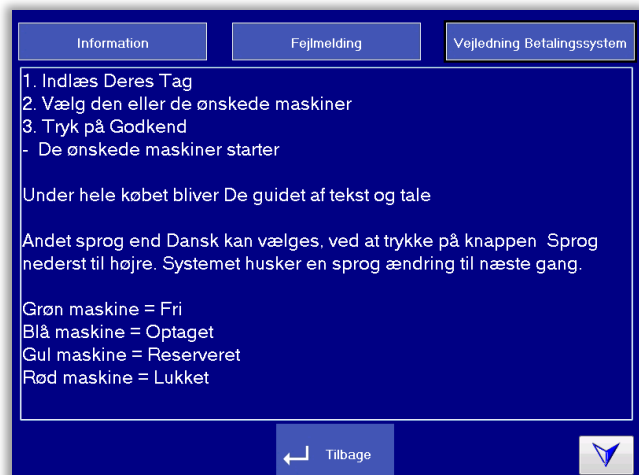 Information
Fejlmelding
Vejledning Betalingssystem
1. Indlæs Deres Tag
2. Vælg den eller de ønskede maskiner
3. Tryk på Godkend
- De ønskede maskiner starter
Under hele købet bliver De guidet af tekst og tale
Andet sprog end Dansk kan vælges, ved at trykke på knappen Sprog
nederst til højre. Systemet husker en sprog ændring til næste gang.
Grøn maskine = Fri
Blå maskine = Optaget
Gul maskine = Reserveret
Rød maskine = Lukket
Tilbage